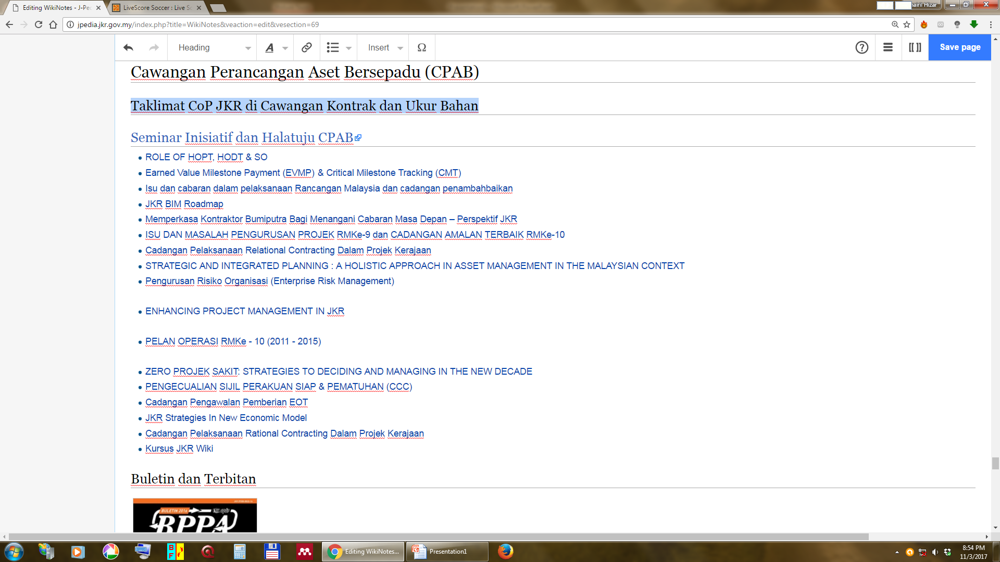 Editing WikiNotes - J-Pe
LiveScore Soccer : Live Sc
airil Hizar
jpedia.jkr.gov.my/index.php?title=WikiNotes&veaction=edit&vesection=69
Heading
A
Insert
Ω
?
Save page
Cawangan Perancangan Aset Bersepadu (CPAB)
Taklimat CoP JKR di Cawangan Kontrak dan Ukur Bahan
Seminar Inisiatif dan Halatuju CPAB
ROLE OF HOPT, HODT & SO
Earned Value Milestone Payment (EVMP) & Critical Milestone Tracking (CMT)
Isu dan cabaran dalam pelaksanaan Rancangan Malaysia dan cadangan penambahbaikan
JKR BIM Roadmap
Memperkasa Kontraktor Bumiputra Bagi Menangani Cabaran Masa Depan – Perspektif JKR
ISU DAN MASALAH PENGURUSAN PROJEK RMKe-9 dan CADANGAN AMALAN TERBAIK RMKe-10
Cadangan Pelaksanaan Relational Contracting Dalam Projek Kerajaan
STRATEGIC AND INTEGRATED PLANNING : A HOLISTIC APPROACH IN ASSET MANAGEMENT IN THE MALAYSIAN CONTEXT
Pengurusan Risiko Organisasi (Enterprise Risk Management)
ENHANCING PROJECT MANAGEMENT IN JKR
PELAN OPERASI RMKe - 10 (2011 - 2015)
ZERO PROJEK SAKIT: STRATEGIES TO DECIDING AND MANAGING IN THE NEW DECADE
PENGECUALIAN SIJIL PERAKUAN SIAP & PEMATUHAN (CCC)
Cadangan Pengawalan Pemberian EOT
JKR Strategies In New Economic Model
Cadangan Pelaksanaan Rational Contracting Dalam Projek Kerajaan
Kursus JKR Wiki
Buletin dan Terbitan
BULETIN 2016
BPPA
B F
Editing WikiNotes...
Presentation1
8:54 PM
11/3/2017